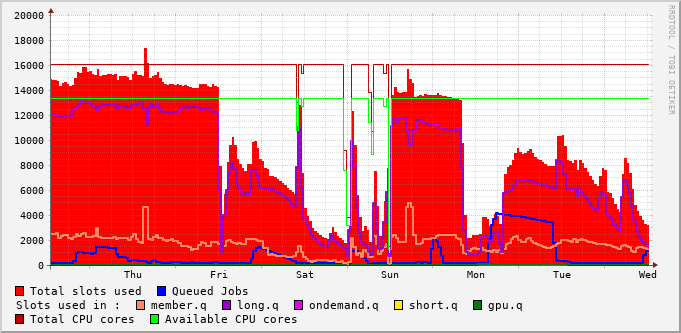 RRDTOOL / TOBI OETIKER
20000
18000
16000
14000
12000
10000
8000
6000
4000
2000
0
Thu Fri Sat Sun Mon Tue Wed
Total slots used Queued Jobs
Slots used in : member.q long.q ondemand.q short.q gpu.q
Total CPU cores Available CPU cores